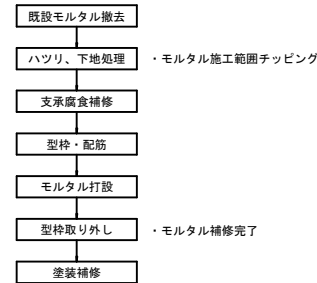 既設モルタル撤去
ハツリ、下地処理 ・モルタル施工範囲チッピング
支承腐食補修
型枠・配筋
モルタル打設
型枠取り外し ・モルタル補修完了
塗装補修